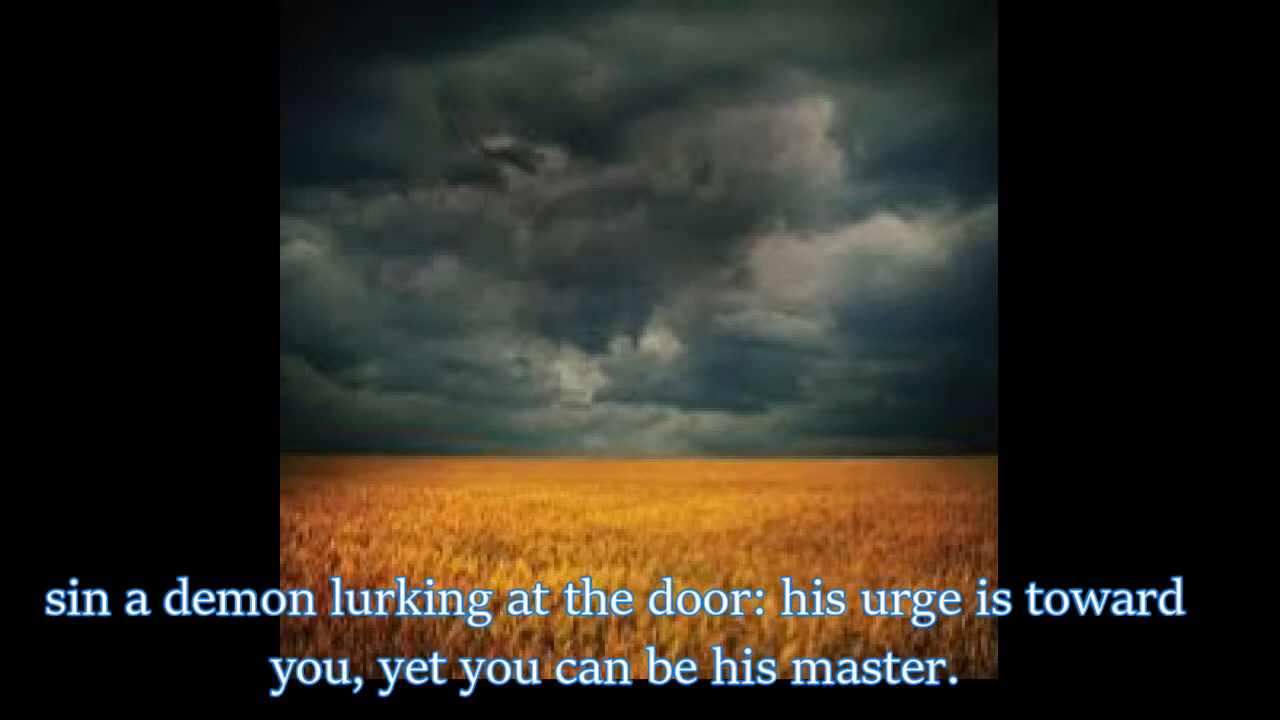 sin a demon lurking at the door: his urge is toward
you, yet you can be his master.